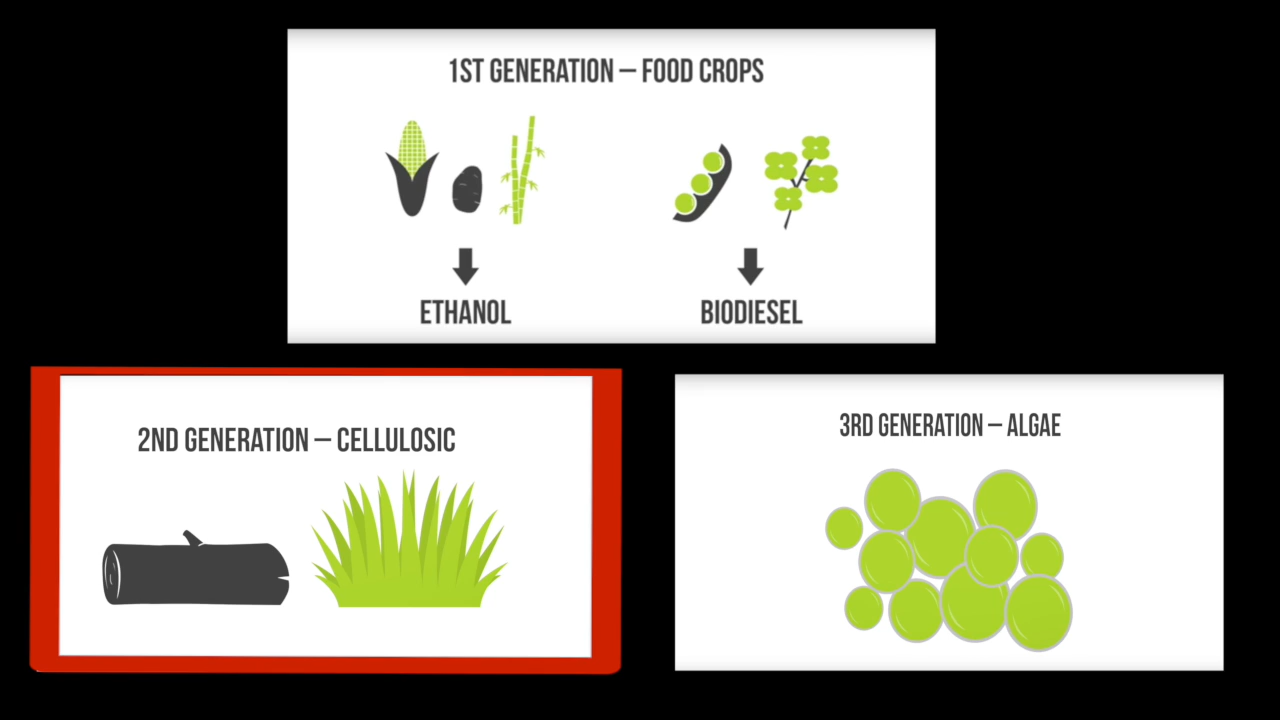 1ST GENERATION – FOOD CROPS
ETHANOL
BIODIESEL
2ND GENERATION – CELLULOSIC
3RD GENERATION – ALGAE